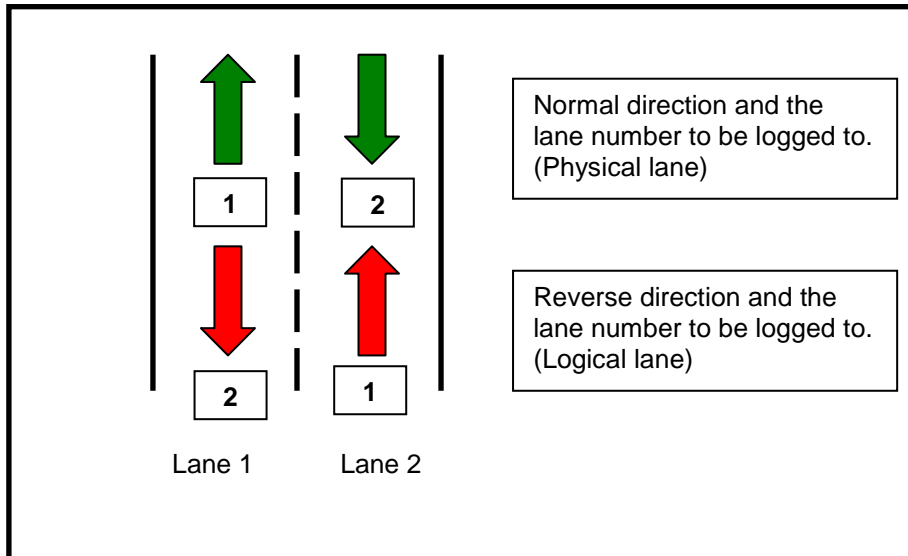 Normal direction and the
lane number to be logged to.
(Physical lane)
1
2
Reverse direction and the
lane number to be logged to.
(Logical lane)
2
1
Lane 1
Lane 2